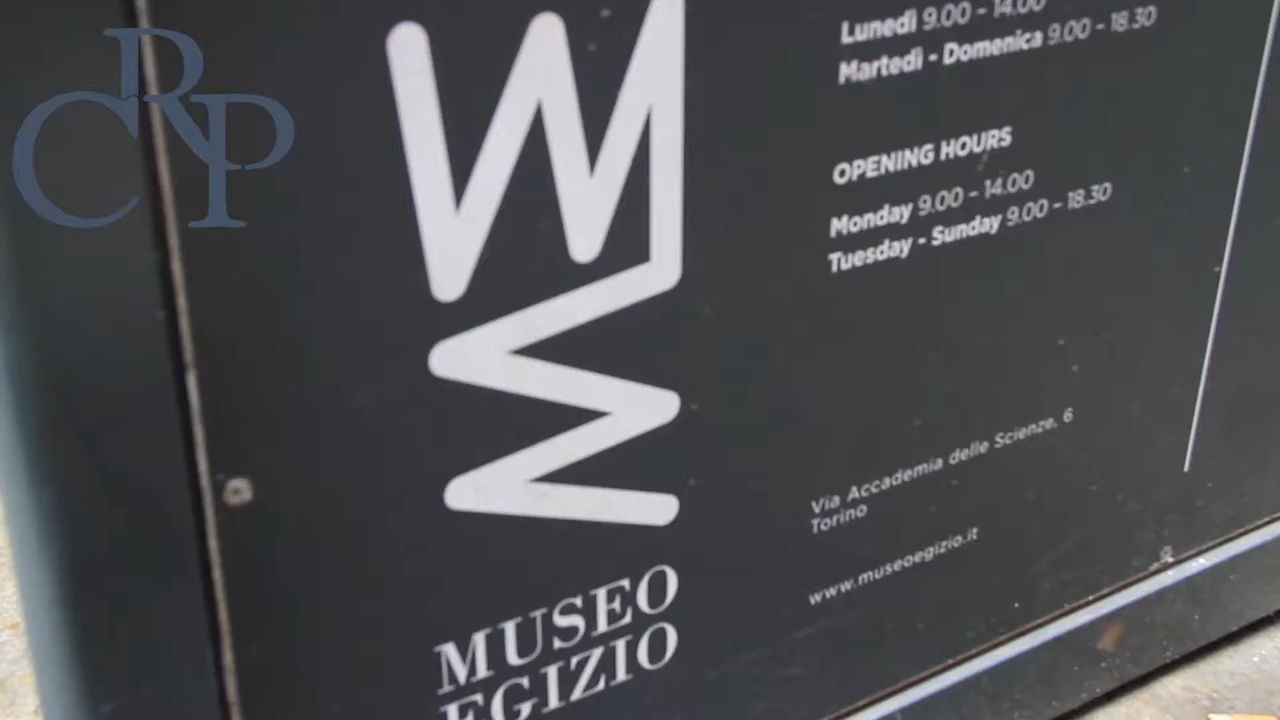 CRP
Lunedì 9.00 - 14.00
Martedì - Domenica 9.00 - 18.30
OPENING HOURS
Monday 9.00 - 14.00
Tuesday - Sunday 9.00 - 18.30
Via Accademia delle Scienze, 6
Torino
www.museoegizio.it
MUSEO
EGIZIO